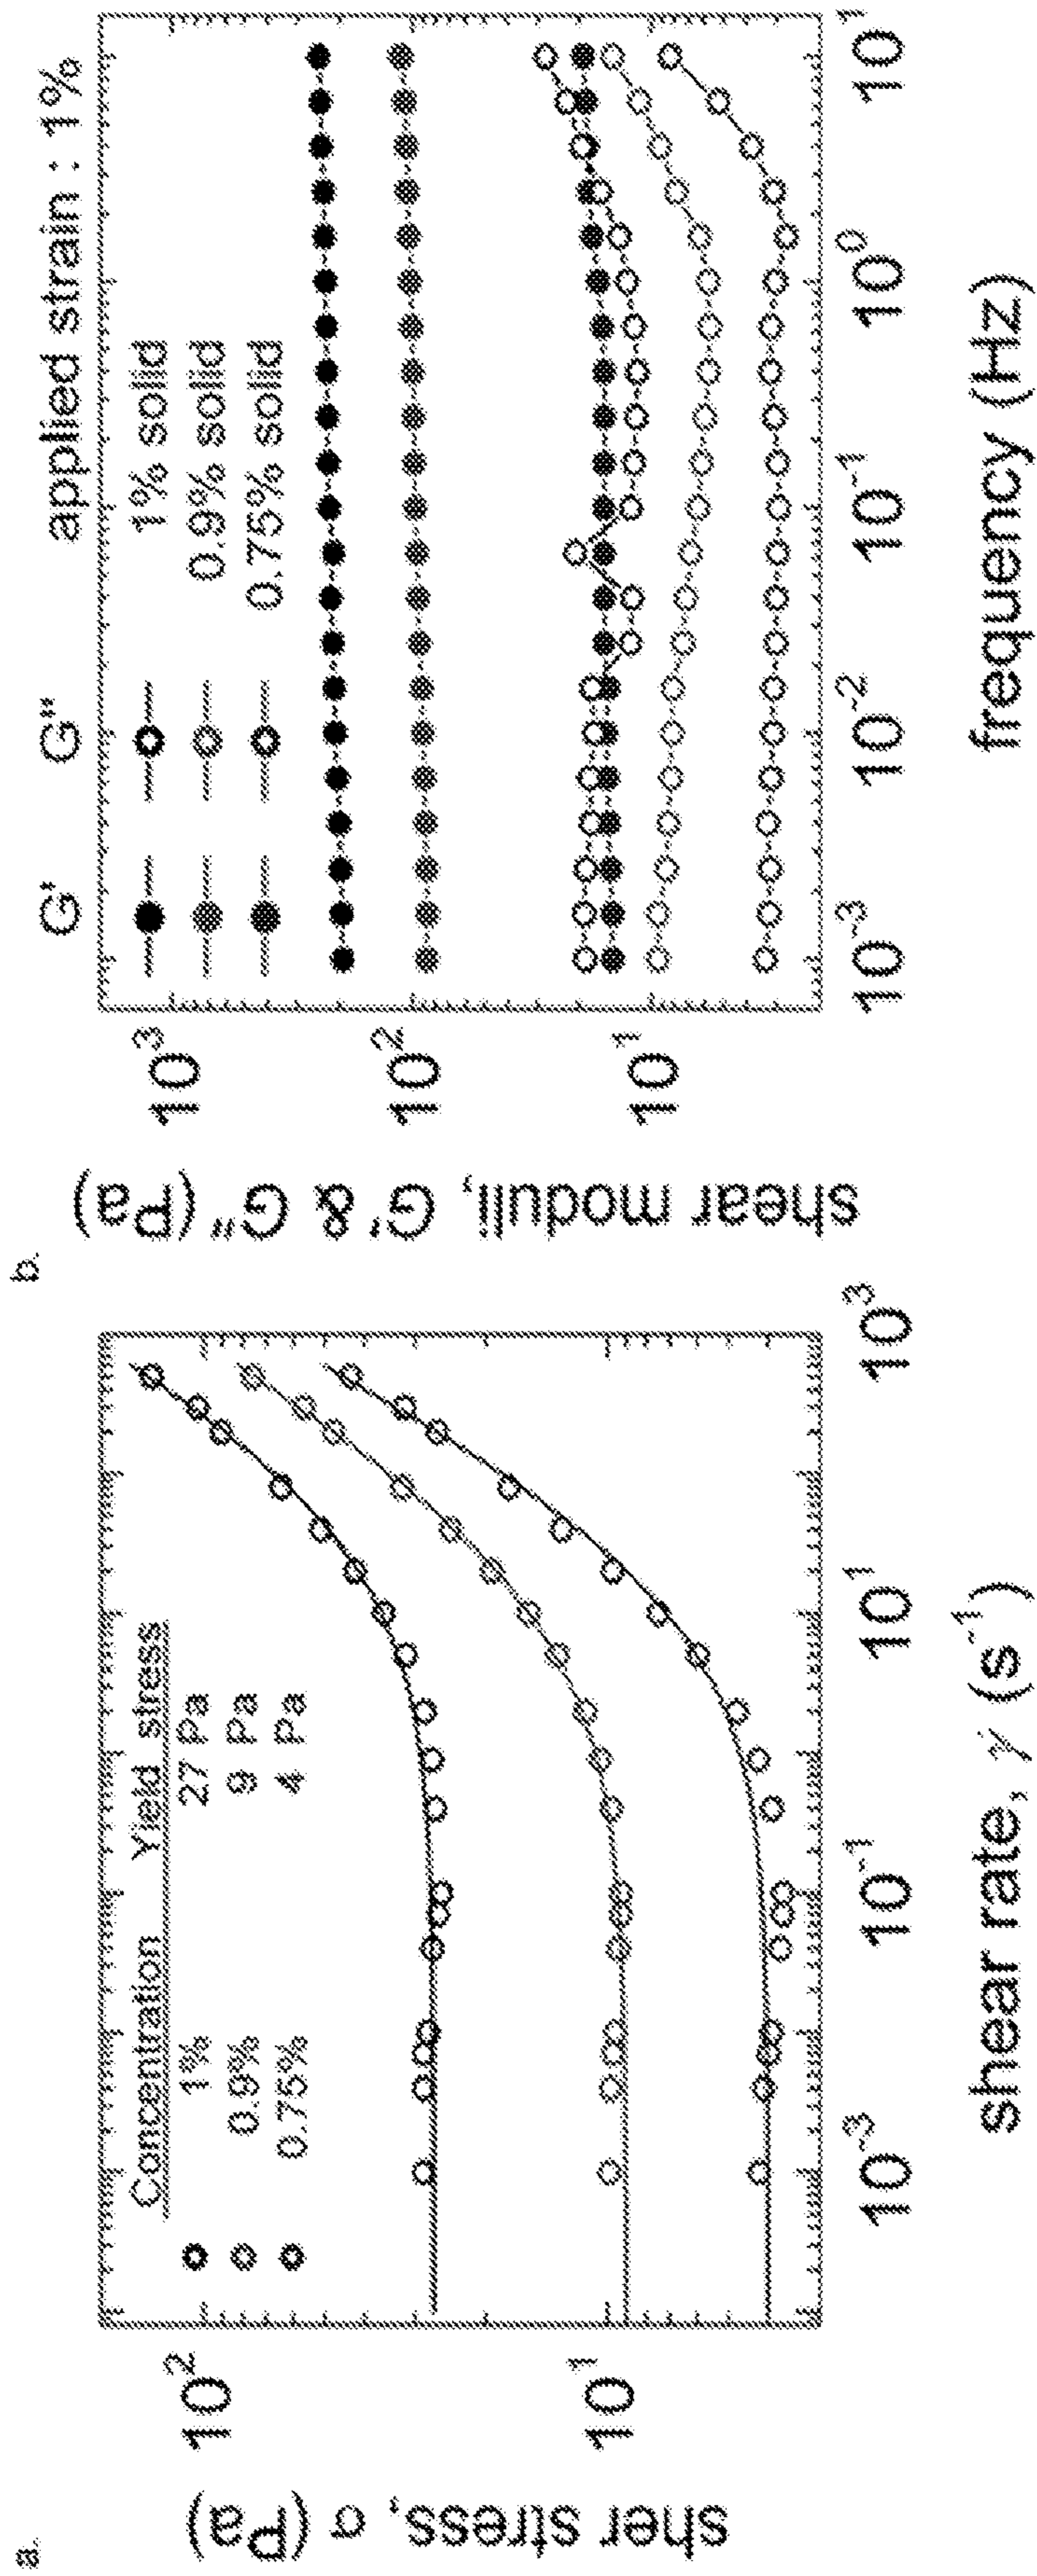 a.
Concentration Yield stress
1% 27 Pa
0.9% 9 Pa
0.75% 4 Pa
10²
10¹
sher stress, σ (Pa)
10⁻³ 10⁻¹ 10¹ 10³
shear rate, γ̇ (s⁻¹)
b.
G' G" applied strain : 1%
1% solid
0.9% solid
0.75% solid
10³
10²
10¹
shear moduli, G' & G" (Pa)
10⁻³ 10⁻² 10⁻¹ 10⁰ 10¹
frequency (Hz)